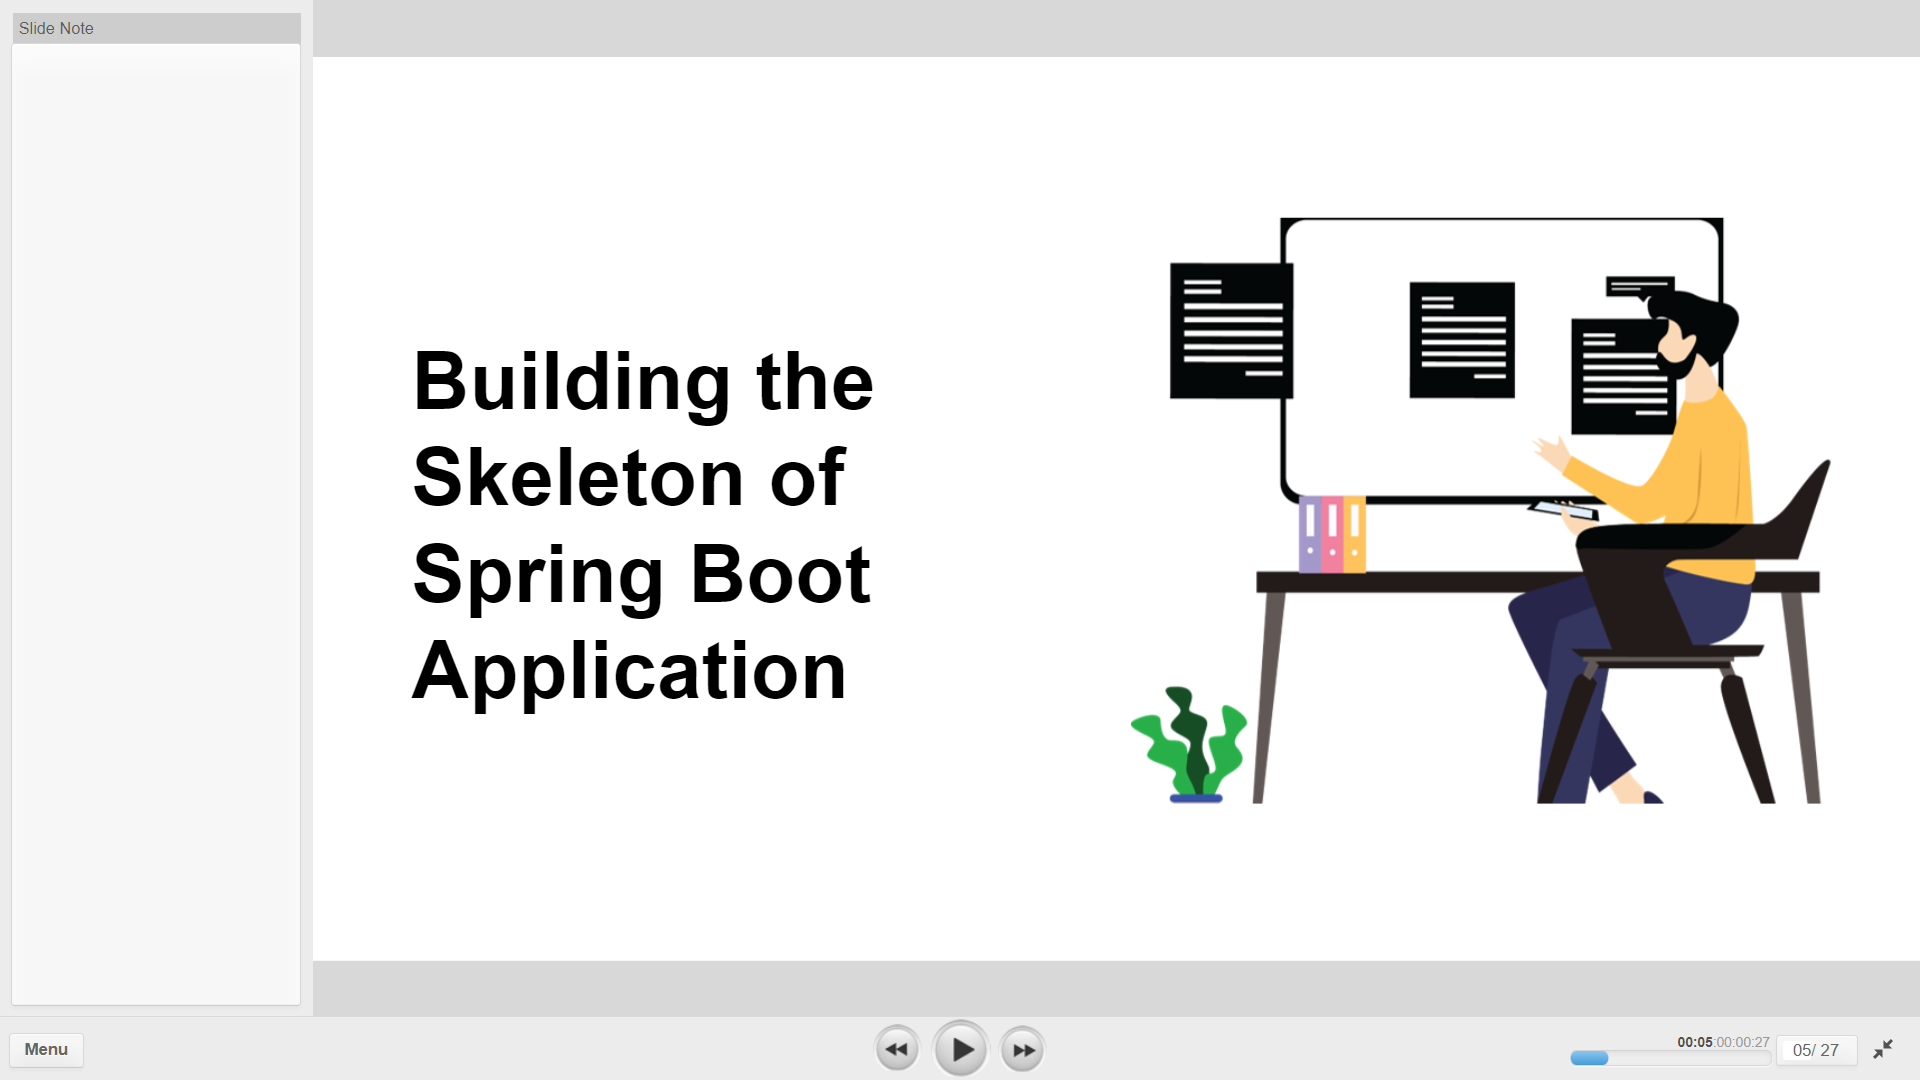 Slide Note
Building the
Skeleton of
Spring Boot
Application
Menu
00:05:00:00:27
05/ 27